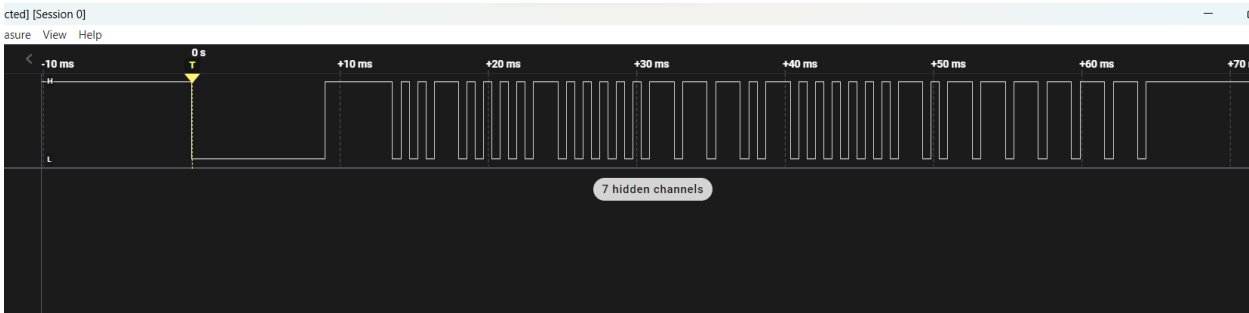 cted] [Session 0]
asure View Help
0 s
-10 ms T +10 ms +20 ms +30 ms +40 ms +50 ms +60 ms +70
H
L
7 hidden channels